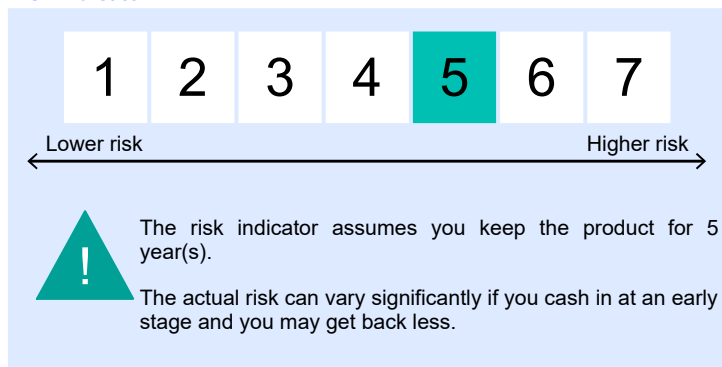 1 2 3 4 5 6 7
Lower risk Higher risk
The risk indicator assumes you keep the product for 5
year(s).
!
The actual risk can vary significantly if you cash in at an early
stage and you may get back less.